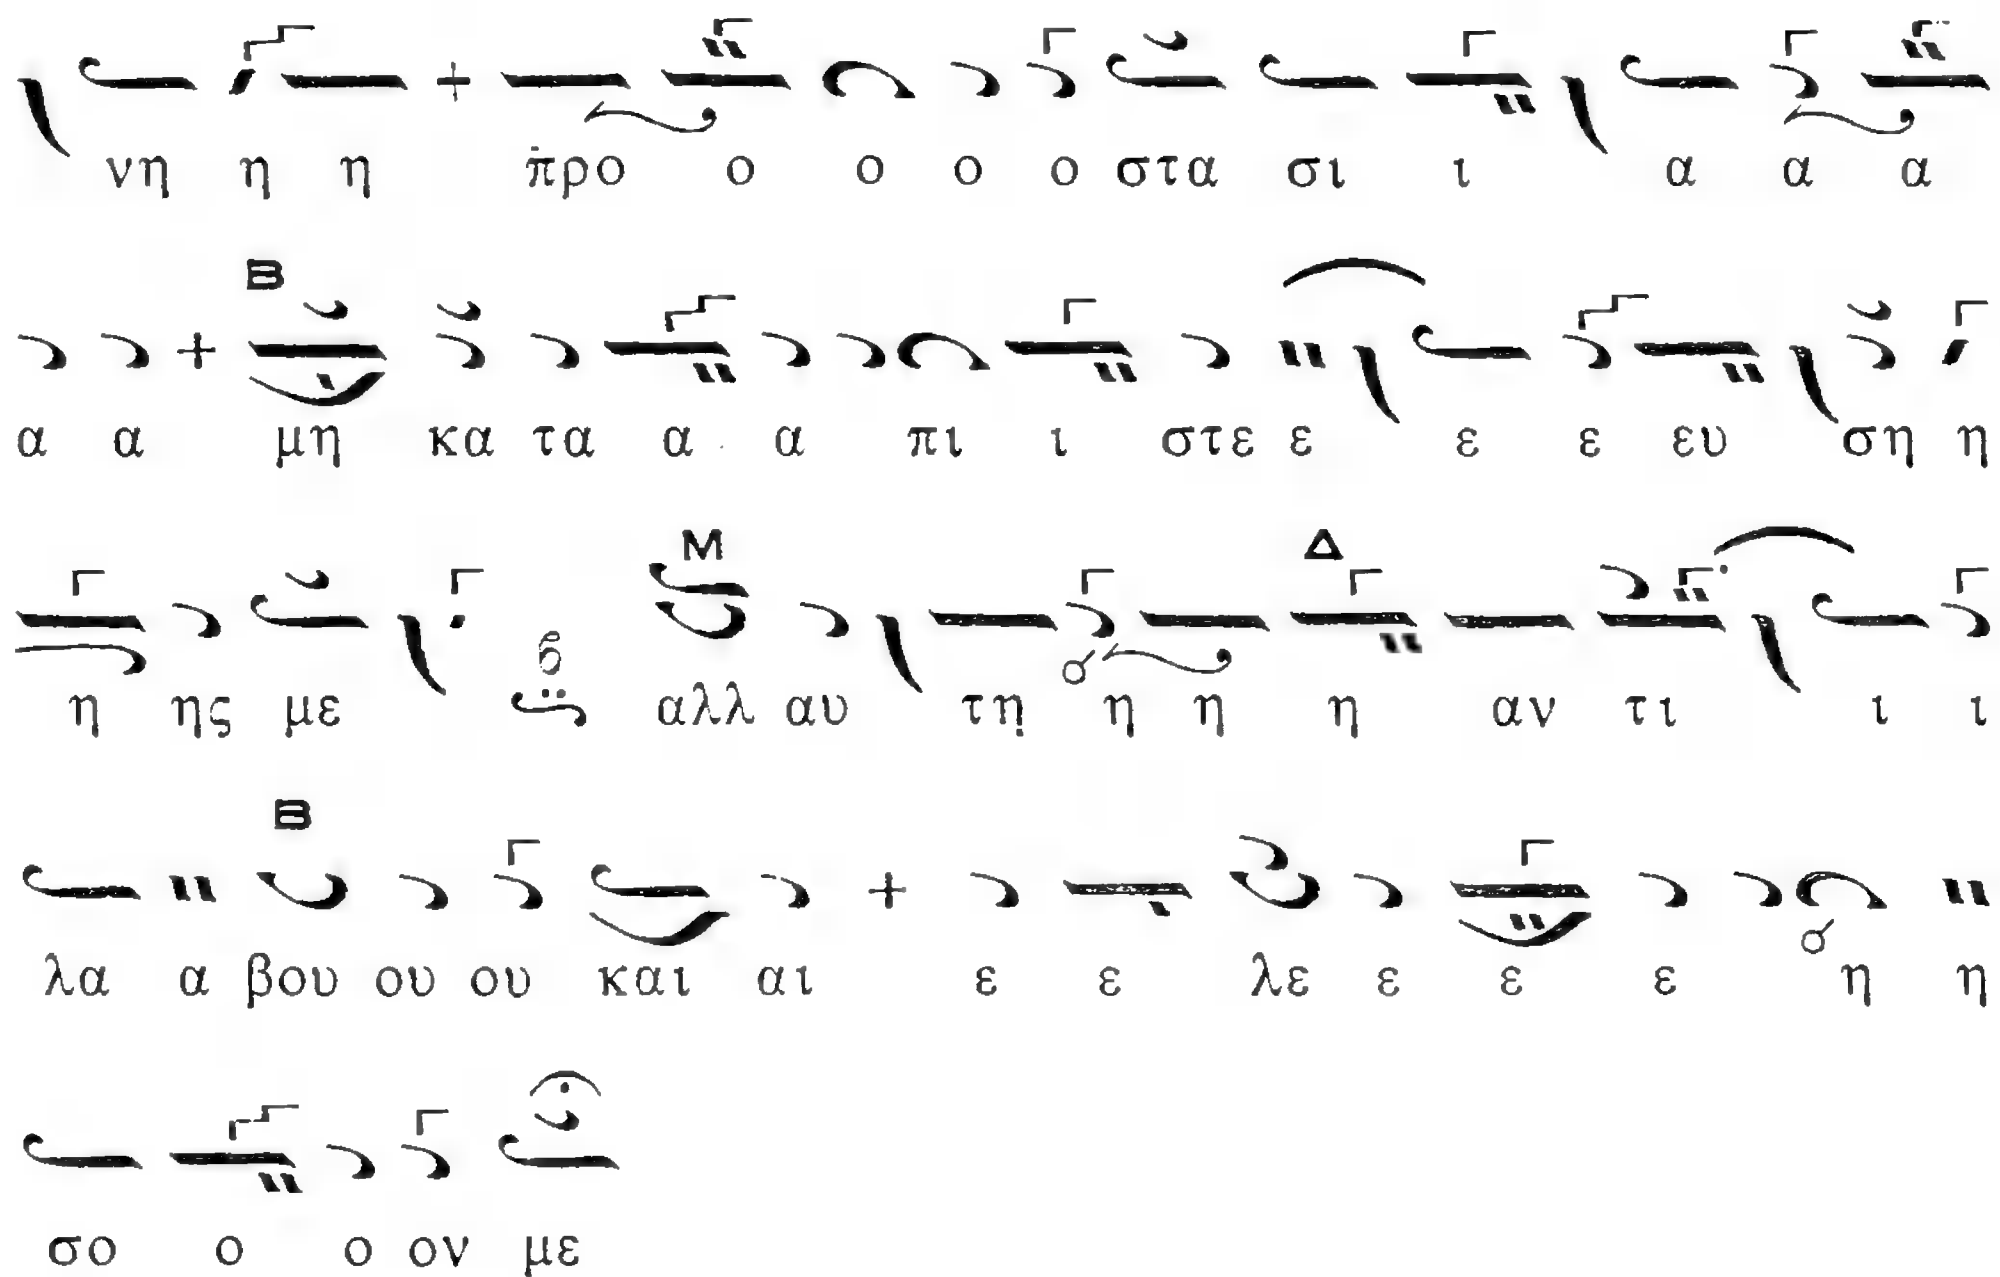 νη η η προ ο ο ο ο στα σι ι α α α
Β
α α μη κα τα α α πι ι στε ε ε ε ευ ση η
Μ Δ
η ης με αλλ αυ τη η η η αν τι ι ι
Β
λα α βου ου ου και αι ε ε λε ε ε ε η η
σο ο ο ον με